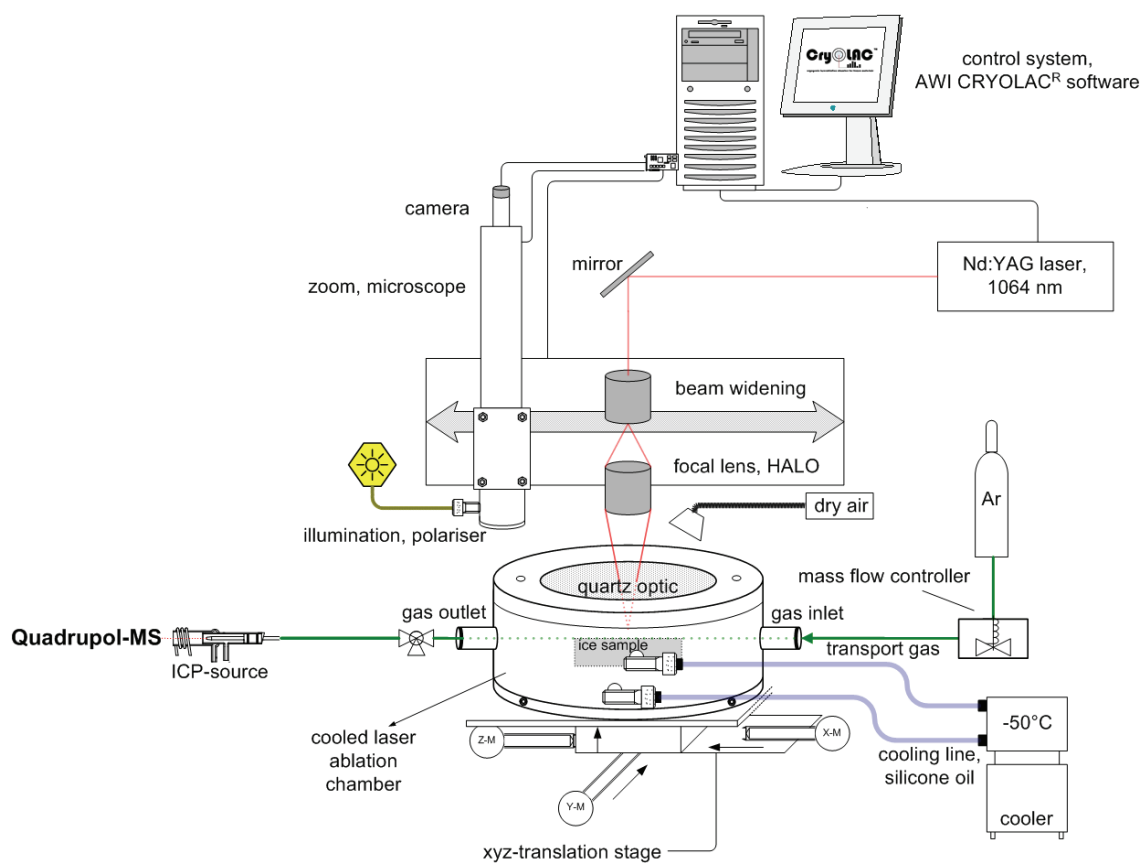 CryOLAC™
control system,
AWI CRYOLACᴿ software
camera
zoom, microscope
mirror
Nd:YAG laser,
1064 nm
beam widening
focal lens, HALO
illumination, polariser
dry air
Ar
mass flow controller
quartz optic
gas outlet
gas inlet
Quadrupol-MS
ICP-source
transport gas
ice sample
cooled laser
ablation
chamber
Z-M
X-M
Y-M
-50°C
cooling line,
silicone oil
cooler
xyz-translation stage